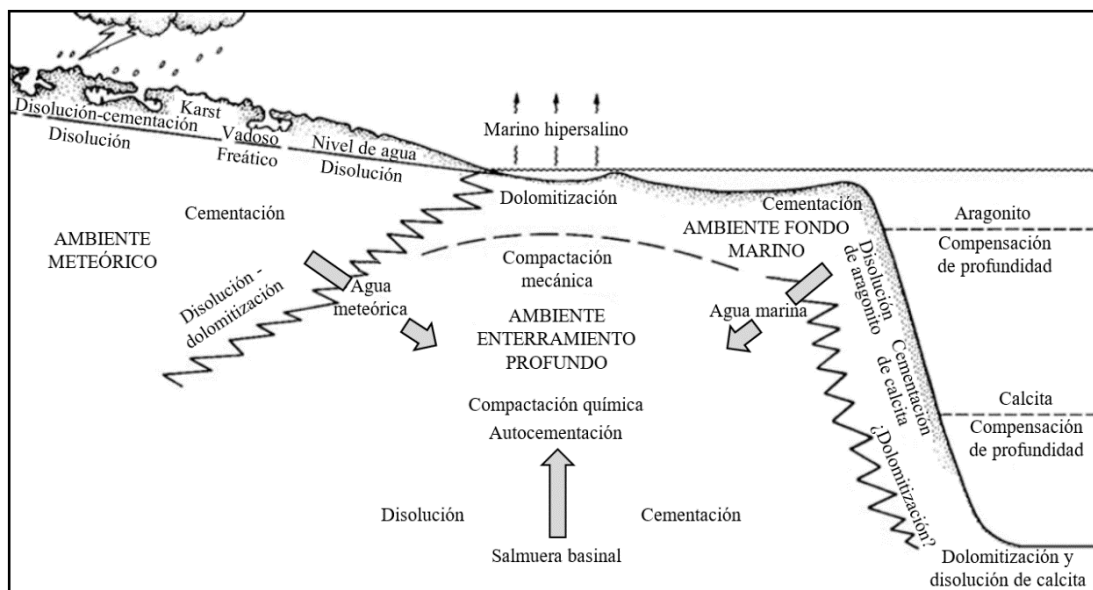 Disolución-cementación
Karst
Disolución
Vadoso
Freático
Nivel de agua
Disolución
Cementación
AMBIENTE
METEÓRICO
Disolución -
dolomitización
Agua
meteórica
Marino hipersalino
Dolomitización
Compactación
mecánica
AMBIENTE
ENTERRAMIENTO
PROFUNDO
Compactación química
Autocementación
Disolución
Cementación
Salmuera basinal
Cementación
AMBIENTE FONDO
MARINO
Agua marina
Disolución
de aragonito
Cementación
de calcita
¿Dolomitización?
Aragonito
Compensación
de profundidad
Calcita
Compensación
de profundidad
Dolomitización y
disolución de calcita